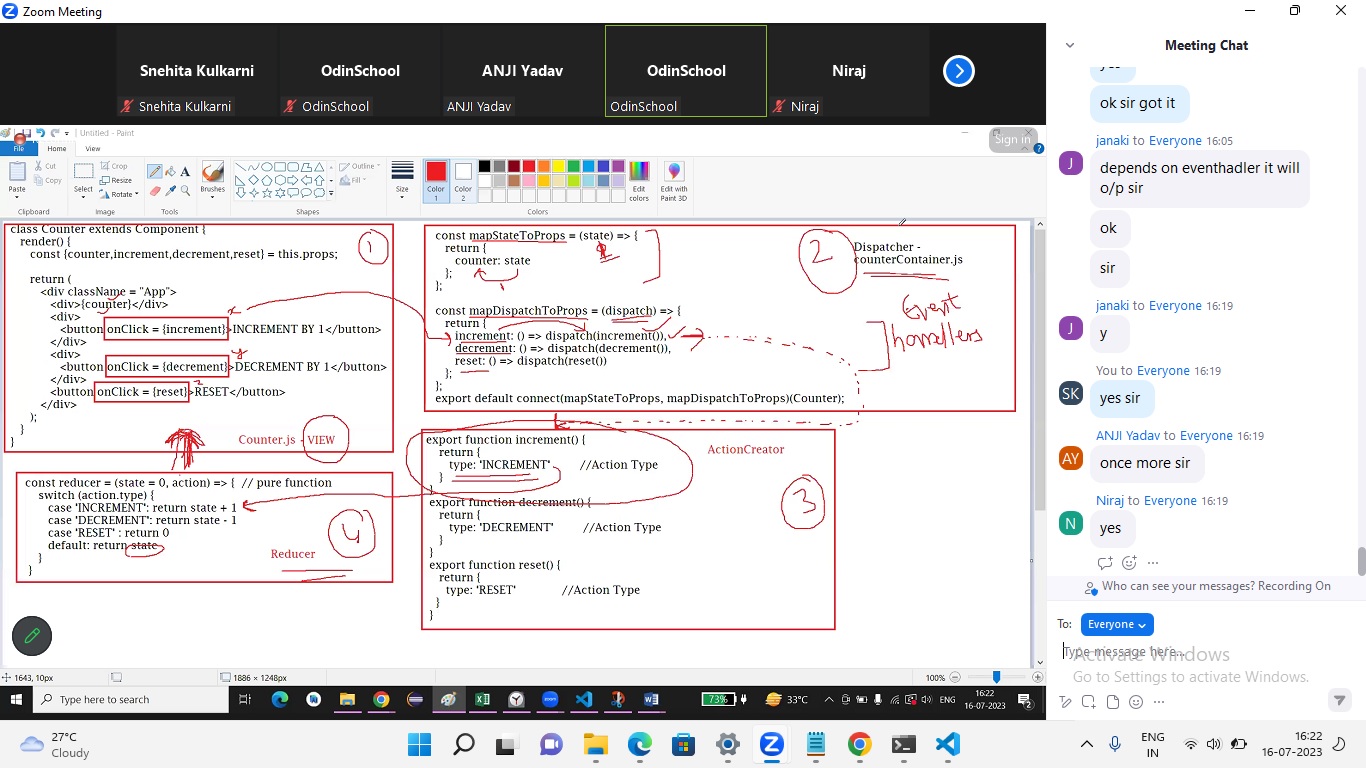 Zoom Meeting
Snehita Kulkarni
OdinSchool
ANJI Yadav
OdinSchool
Niraj
Snehita Kulkarni
OdinSchool
ANJI Yadav
OdinSchool
Niraj
Untitled - Paint
Sign in
File
Home
View
Paste
Cut
Copy
Clipboard
Select
Crop
Resize
Rotate
Image
Tools
Brushes
Shapes
Outline
Fill
Size
Color 1
Color 2
Edit colors
Colors
Edit with Paint 3D
class Counter extends Component {
render() {
const {counter,increment,decrement,reset} = this.props;
return (
<div className = "App">
<div>{counter}</div>
<div>
<button onClick = {increment}>INCREMENT BY 1</button>
</div>
<div>
<button onClick = {decrement}>DECREMENT BY 1</button>
</div>
<button onClick = {reset}>RESET</button>
</div>
);
}
}
Counter.js - VIEW
1
const mapStateToProps = (state) => {
return {
counter: state
};
};
const mapDispatchToProps = (dispatch) => {
return {
increment: () => dispatch(increment()),
decrement: () => dispatch(decrement()),
reset: () => dispatch(reset())
};
};
export default connect(mapStateToProps, mapDispatchToProps)(Counter);
2
Dispatcher -
counterContainer.js
Event
handlers
const reducer = (state = 0, action) => { // pure function
switch (action.type) {
case 'INCREMENT': return state + 1
case 'DECREMENT': return state - 1
case 'RESET' : return 0
default: return state
}
}
Reducer
4
export function increment() {
return {
type: 'INCREMENT' //Action Type
}
}
export function decrement() {
return {
type: 'DECREMENT' //Action Type
}
}
export function reset() {
return {
type: 'RESET' //Action Type
}
}
ActionCreator
3
1643, 10px
1886 × 1248px
100%
Type here to search
73%
33°C
ENG
16:22
16-07-2023
Meeting Chat
ok sir got it
janaki to Everyone 16:05
depends on eventhadler it will
o/p sir
ok
sir
janaki to Everyone 16:19
y
You to Everyone 16:19
yes sir
ANJI Yadav to Everyone 16:19
once more sir
Niraj to Everyone 16:19
yes
J
J
SK
AY
N
Who can see your messages? Recording On
To: Everyone
Type message here...
Activate Windows
Go to Settings to activate Windows.
27°C
Cloudy
ENG
IN
16:22
16-07-2023